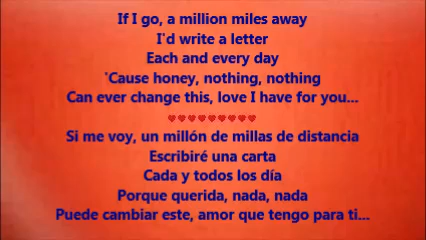 If I go, a million miles away
I'd write a letter
Each and every day
'Cause honey, nothing, nothing
Can ever change this, love I have for you...
Si me voy, un millón de millas de distancia
Escribiré una carta
Cada y todos los día
Porque querida, nada, nada
Puede cambiar este, amor que tengo para ti...